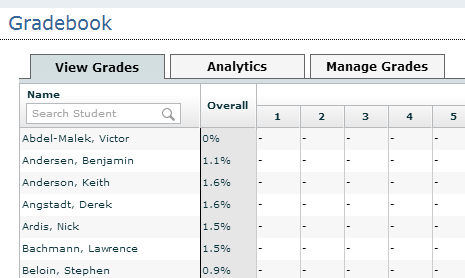 Gradebook
View Grades Analytics Manage Grades
Name Overall
Search Student 1 2 3 4 5
Abdel-Malek, Victor 0% - - - - -
Andersen, Benjamin 1.1% - - - - -
Anderson, Keith 1.6% - - - - -
Angstadt, Derek 1.6% - - - - -
Ardis, Nick 1.5% - - - - -
Bachmann, Lawrence 1.5% - - - - -
Beloin, Stephen 0.9% - - - - -